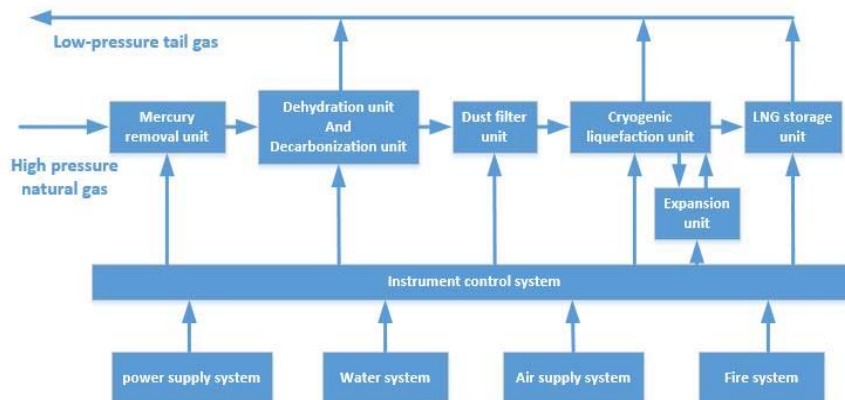 Low-pressure tail gas
Mercury
removal unit
Dehydration unit
And
Decarbonization unit
Dust filter
unit
Cryogenic
liquefaction unit
LNG storage
unit
High pressure
natural gas
Expansion
unit
Instrument control system
power supply system
Water system
Air supply system
Fire system